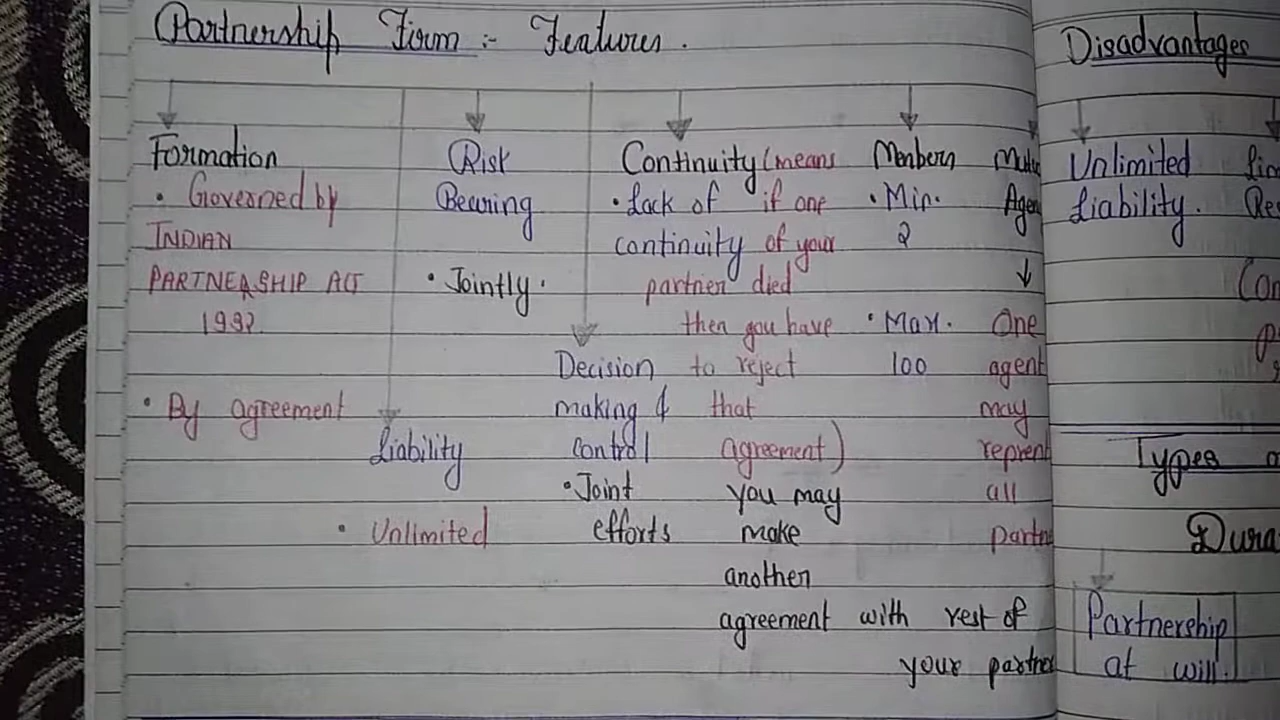 Partnership Firm :- Features.
Formation
• Governed by
INDIAN
PARTNERSHIP ACT
1932
• By agreement
Liability
• Unlimited
Risk
Bearing
• Jointly.
Decision
making &
control
• Joint
efforts
Continuity (means
• Lack of if one
continuity of your
partner died
then you have
to reject
that
agreement)
you may
make
another
agreement with rest of
your partner
Members
• Min.
2
• Max.
100
↓
One
agent
may
all
Disadvantages
Unlimited
Liability.
Types
Partnership
at will.